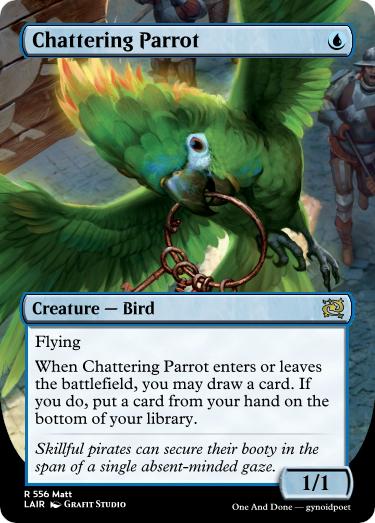 Chattering Parrot
Creature — Bird
Flying
When Chattering Parrot enters or leaves
the battlefield, you may draw a card. If
you do, put a card from your hand on the
bottom of your library.
Skillful pirates can secure their booty in the
span of a single absent-minded gaze.
1/1
R 556 Matt
LAIR Grafit Studio
One And Done — gynoidpoet